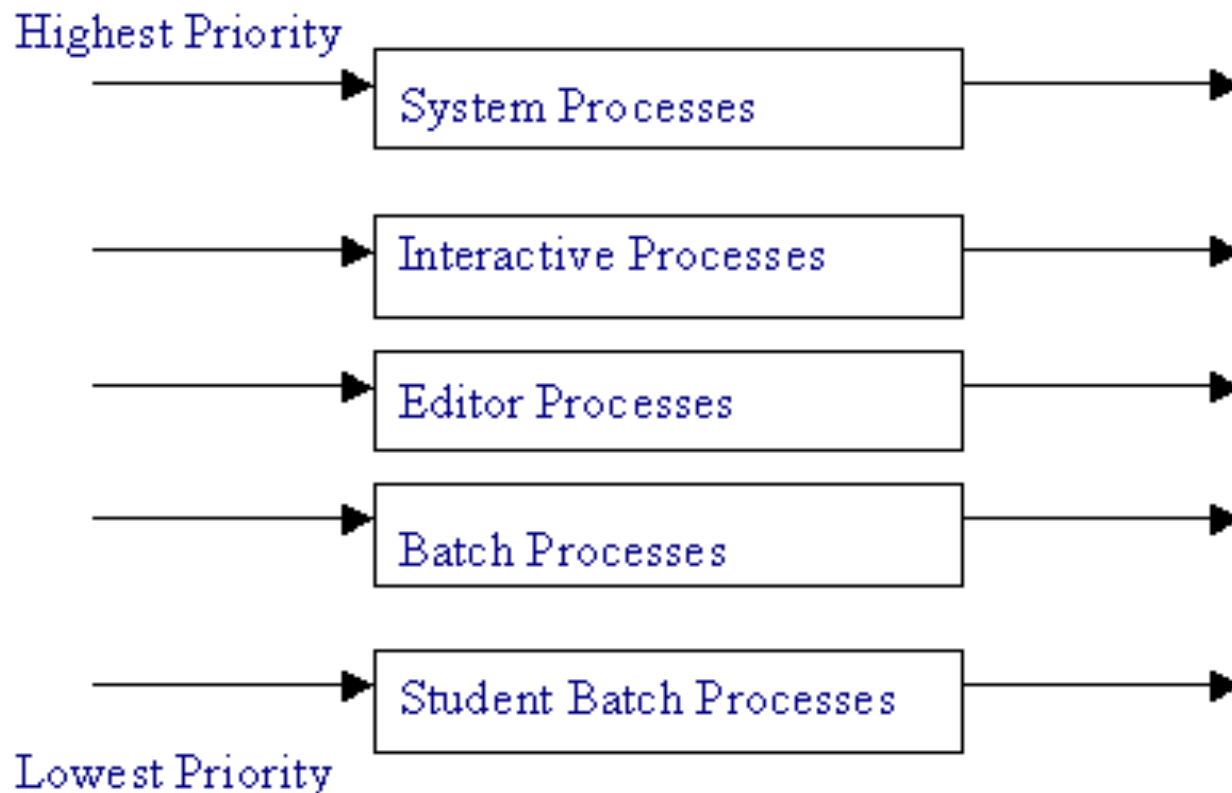 Highest Priority
System Processes
Interactive Processes
Editor Processes
Batch Processes
Student Batch Processes
Lowest Priority